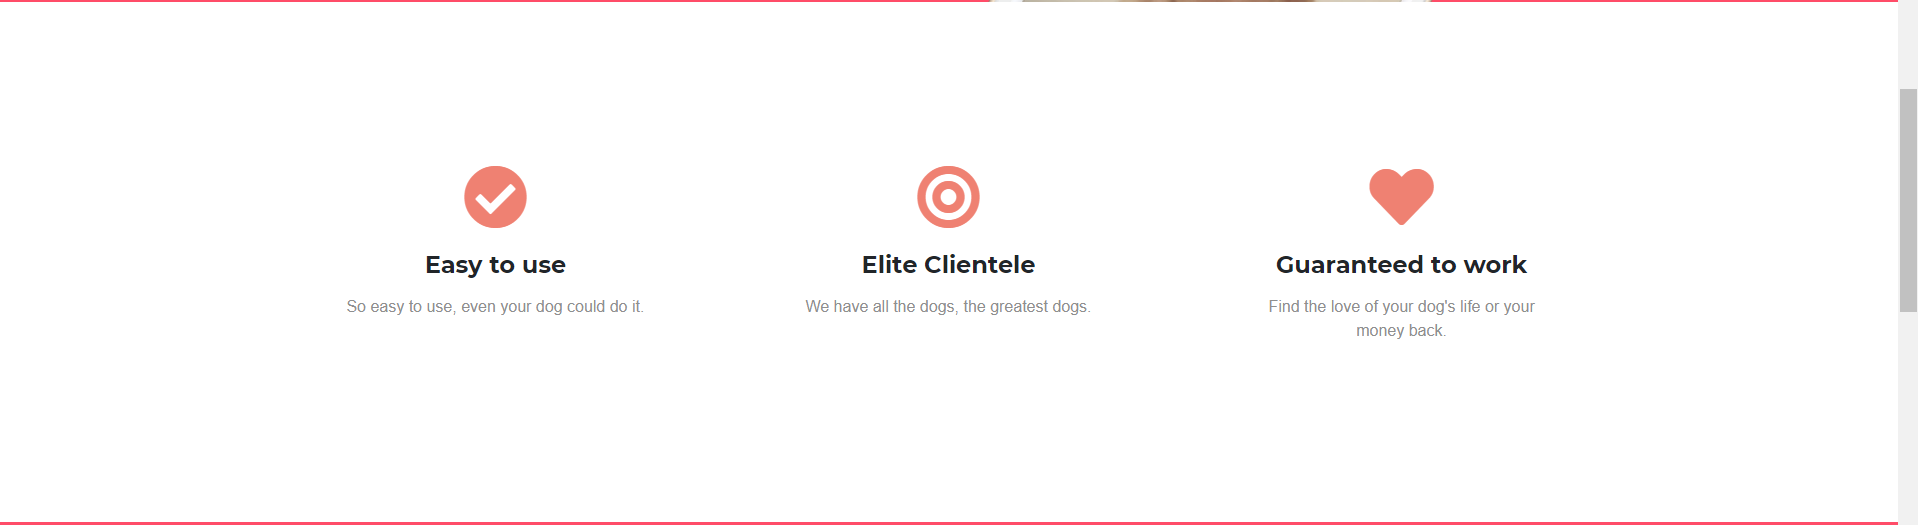 Easy to use
So easy to use, even your dog could do it.
Elite Clientele
We have all the dogs, the greatest dogs.
Guaranteed to work
Find the love of your dog's life or your
money back.